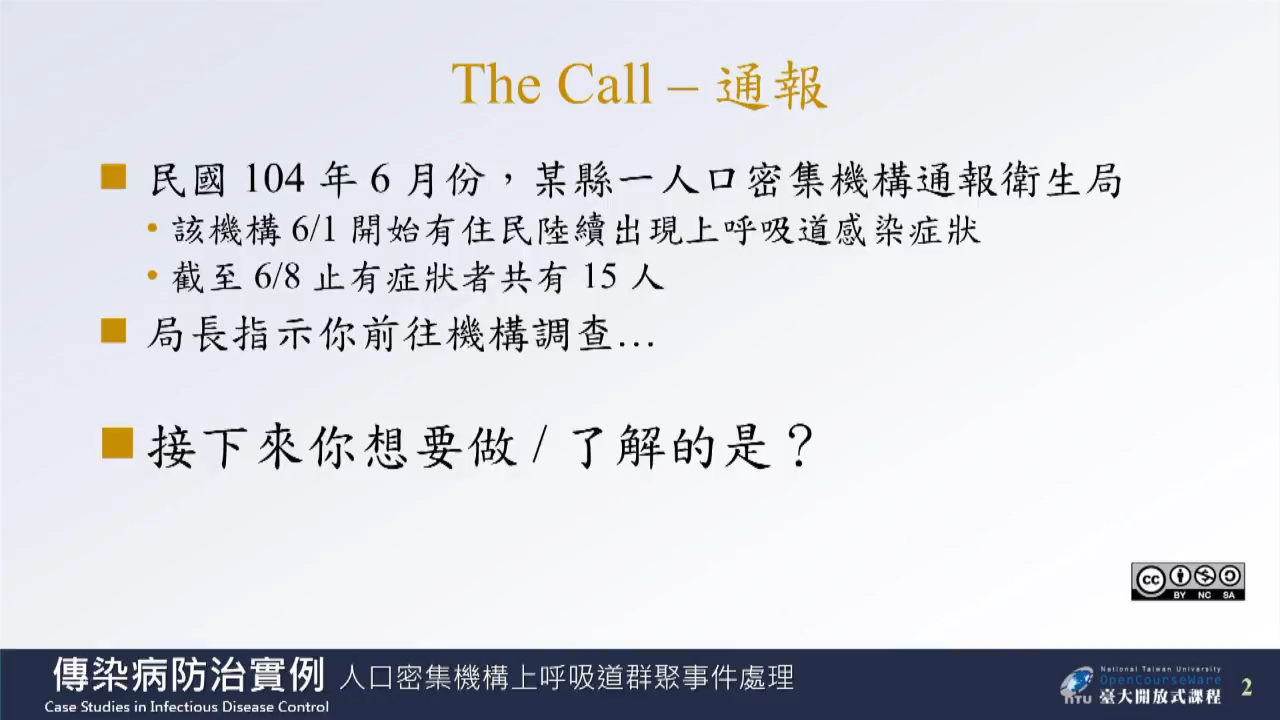 The Call – 通報
民國 104 年 6 月份，某縣一人口密集機構通報衛生局
• 該機構 6/1 開始有住民陸續出現上呼吸道感染症狀
• 截至 6/8 止有症狀者共有 15 人
局長指示你前往機構調查…
接下來你想要做 / 了解的是？
cc BY NC SA
傳染病防治實例 人口密集機構上呼吸道群聚事件處理
Case Studies in Infectious Disease Control
National Taiwan University
OpenCourseWare
NTU 臺大開放式課程
2